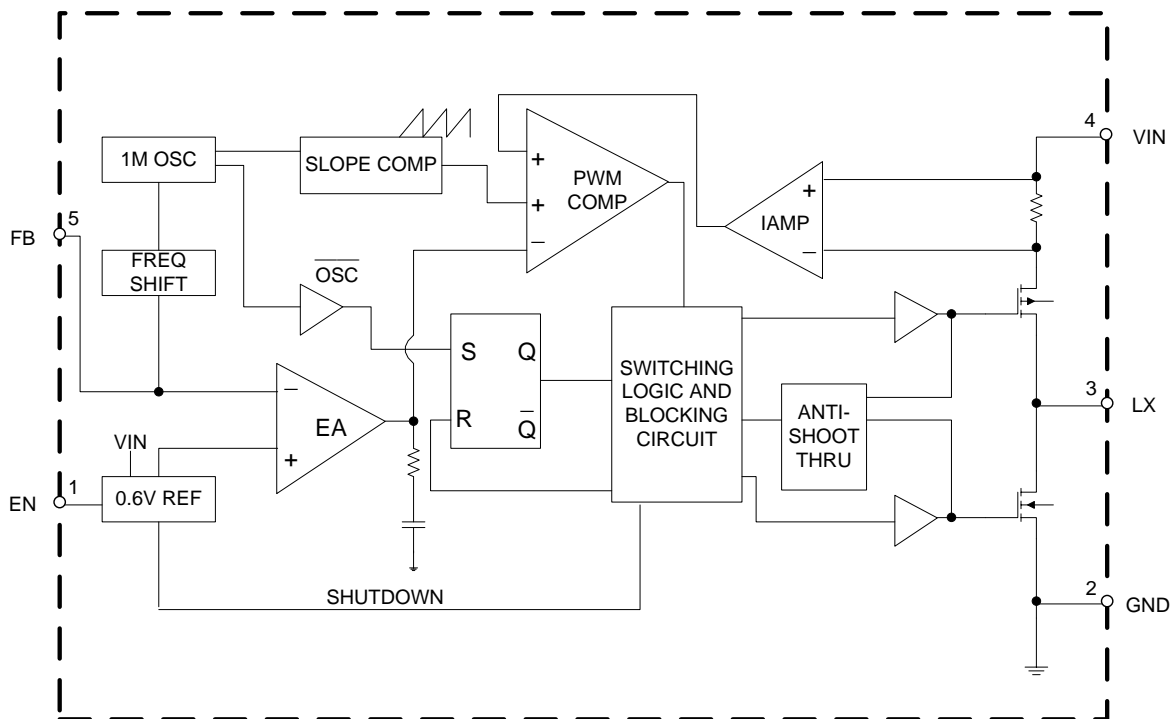 4
VIN
1M OSC
SLOPE COMP
+
+
−
PWM
COMP
+
−
IAMP
5
FB
FREQ
SHIFT
OSC
S
Q
R
Q
SWITCHING
LOGIC AND
BLOCKING
CIRCUIT
ANTI-
SHOOT
THRU
3
LX
−
+
EA
VIN
1
EN
0.6V REF
SHUTDOWN
2
GND